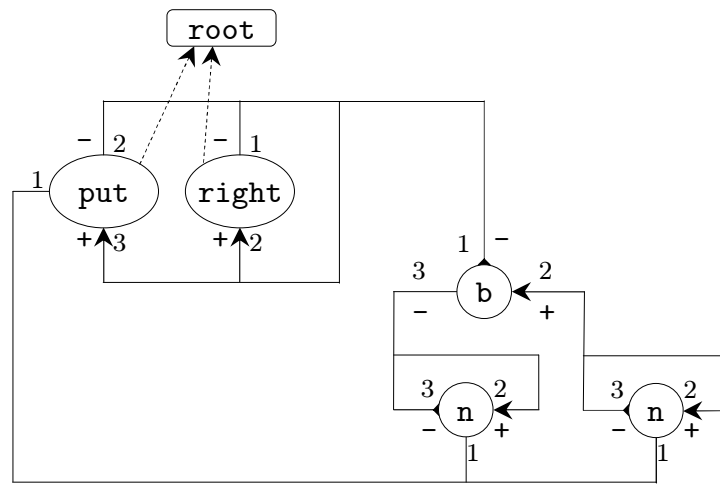 root
- 2 - 1
1 put right
+ 3 + 2
1 -
3 b 2
- +
3 n 2 3 n 2
- + - +
1 1